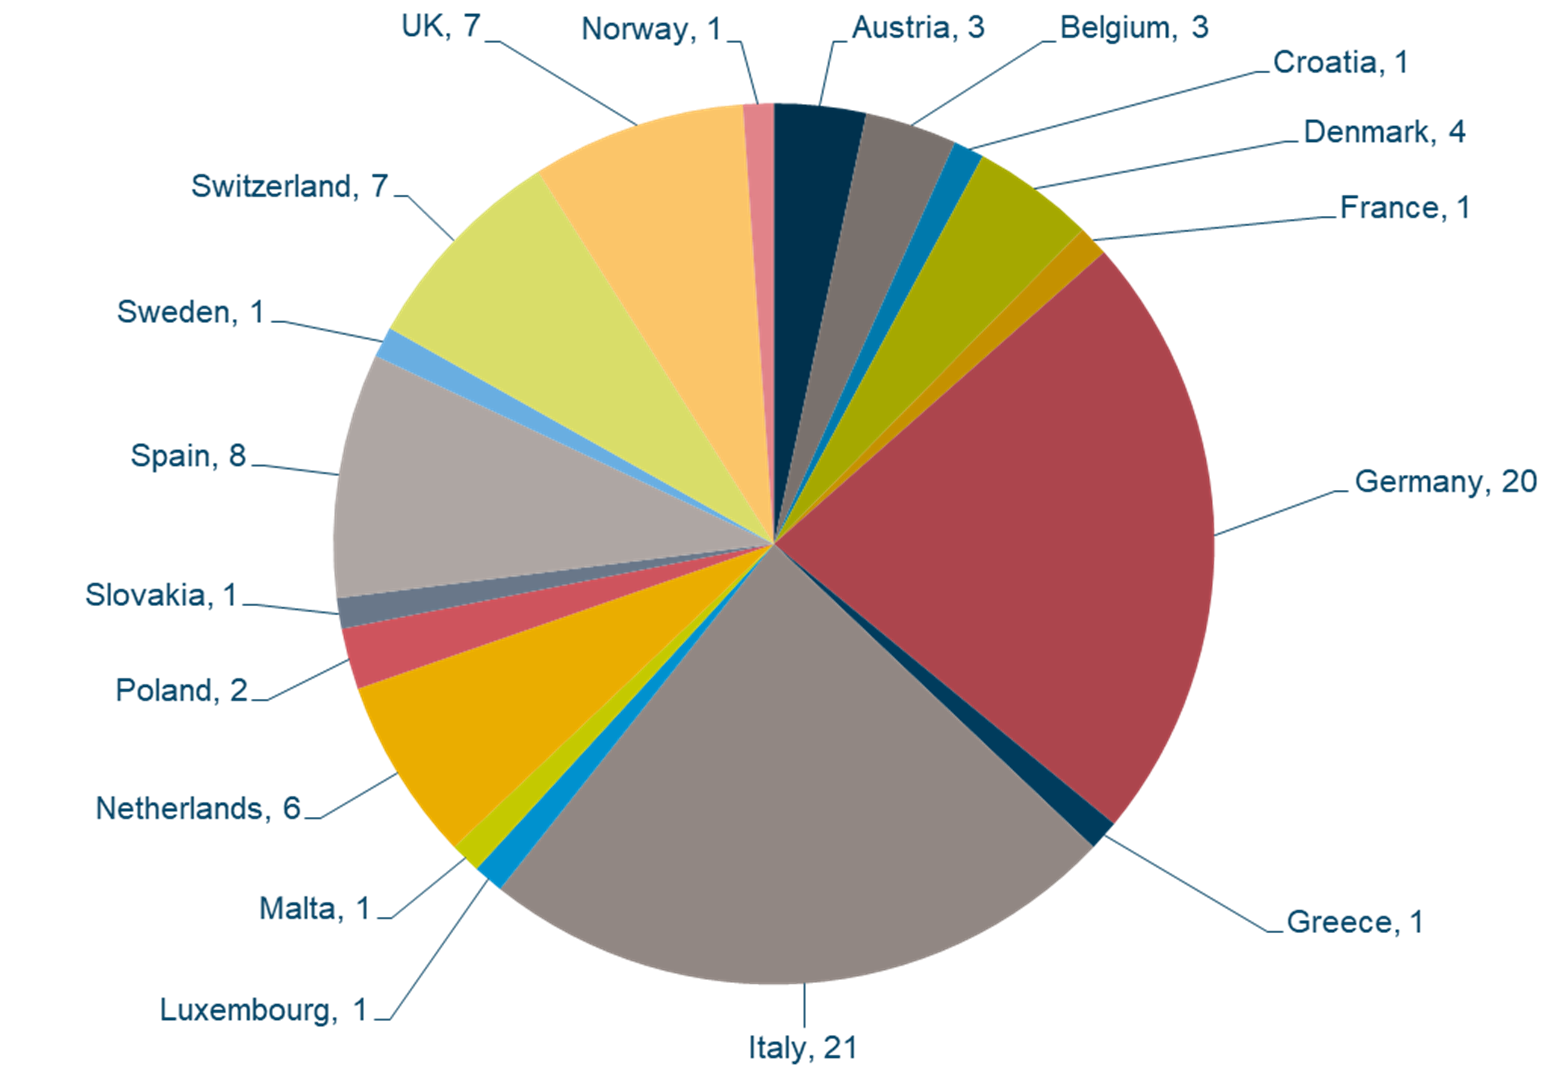 UK, 7
Norway, 1
Austria, 3
Belgium, 3
Croatia, 1
Denmark, 4
France, 1
Switzerland, 7
Sweden, 1
Spain, 8
Germany, 20
Slovakia, 1
Poland, 2
Netherlands, 6
Malta, 1
Greece, 1
Luxembourg, 1
Italy, 21